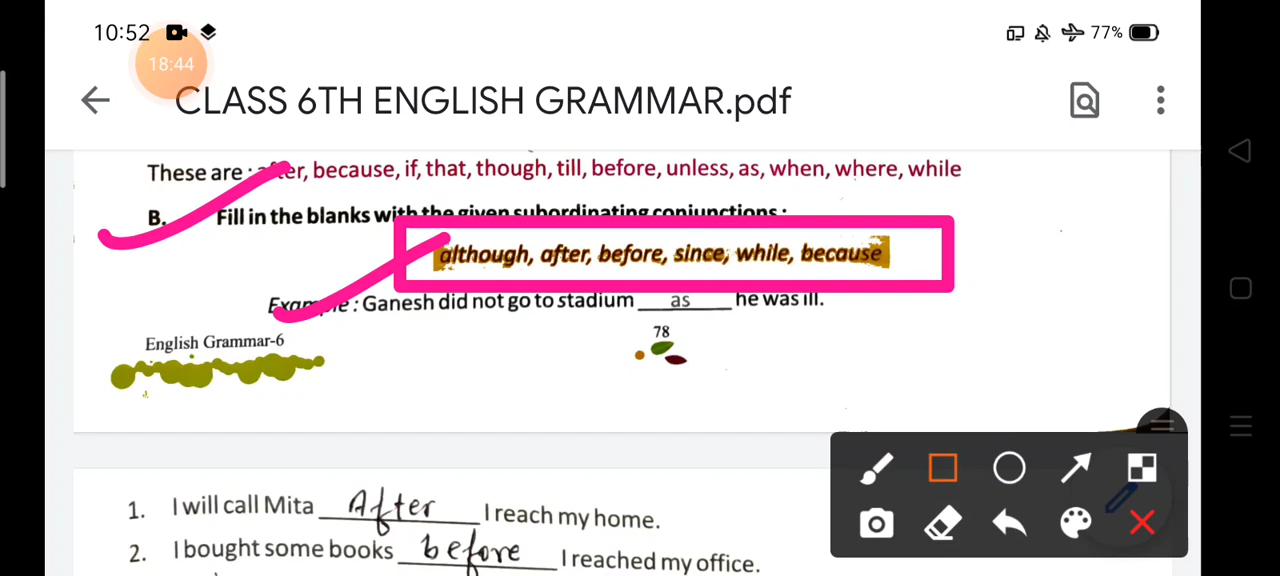 10:52
77%
18:44
CLASS 6TH ENGLISH GRAMMAR.pdf
These are : after, because, if, that, though, till, before, unless, as, when, where, while
B. Fill in the blanks with the given subordinating conjunctions :
although, after, before, since, while, because
Example : Ganesh did not go to stadium as he was ill.
78
English Grammar-6
1. I will call Mita After I reach my home.
2. I bought some books before I reached my office.